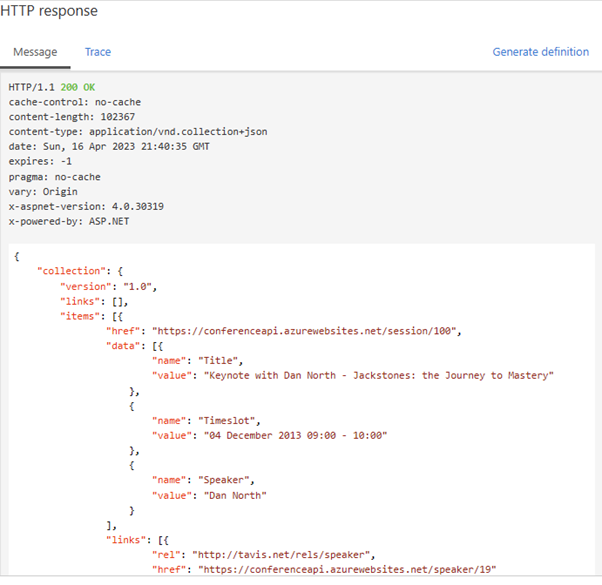 HTTP response
Message Trace Generate definition
HTTP/1.1 200 OK
cache-control: no-cache
content-length: 102367
content-type: application/vnd.collection+json
date: Sun, 16 Apr 2023 21:40:35 GMT
expires: -1
pragma: no-cache
vary: Origin
x-aspnet-version: 4.0.30319
x-powered-by: ASP.NET
{
"collection": {
"version": "1.0",
"links": [],
"items": [{
"href": "https://conferenceapi.azurewebsites.net/session/100",
"data": [{
"name": "Title",
"value": "Keynote with Dan North - Jackstones: the Journey to Mastery"
},
{
"name": "Timeslot",
"value": "04 December 2013 09:00 - 10:00"
},
{
"name": "Speaker",
"value": "Dan North"
}
],
"links": [{
"rel": "http://tavis.net/rels/speaker",
"href": "https://conferenceapi.azurewebsites.net/speaker/19"